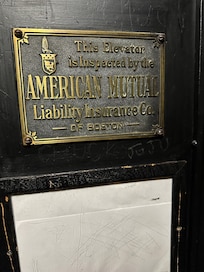 This Elevator
is Inspected by the
AMERICAN MUTUAL
Liability Insurance Co.
OF BOSTON